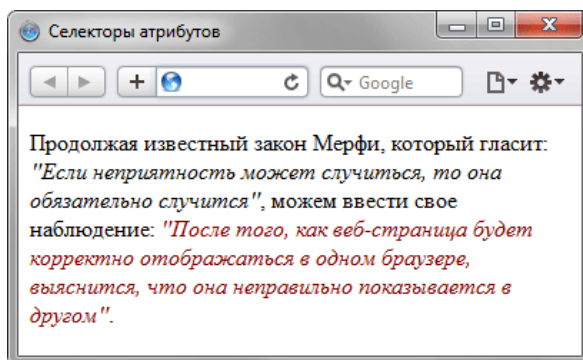 Селекторы атрибутов
Google
Продолжая известный закон Мерфи, который гласит:
"Если неприятность может случиться, то она
обязательно случится", можем ввести свое
наблюдение: "После того, как веб-страница будет
корректно отображаться в одном браузере,
выяснится, что она неправильно показывается в
другом".